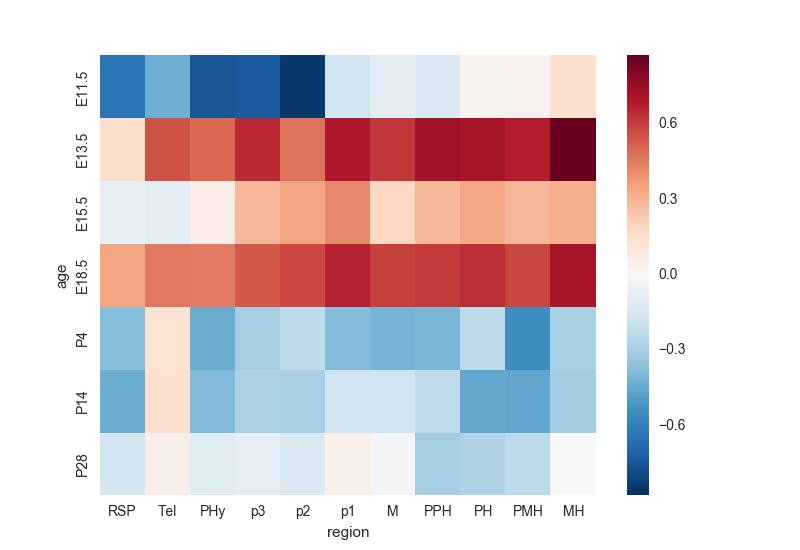 E11.5
E13.5
E15.5
E18.5
P4
P14
P28
age
RSP Tel PHy p3 p2 p1 M PPH PH PMH MH
region
0.6
0.3
0.0
−0.3
−0.6